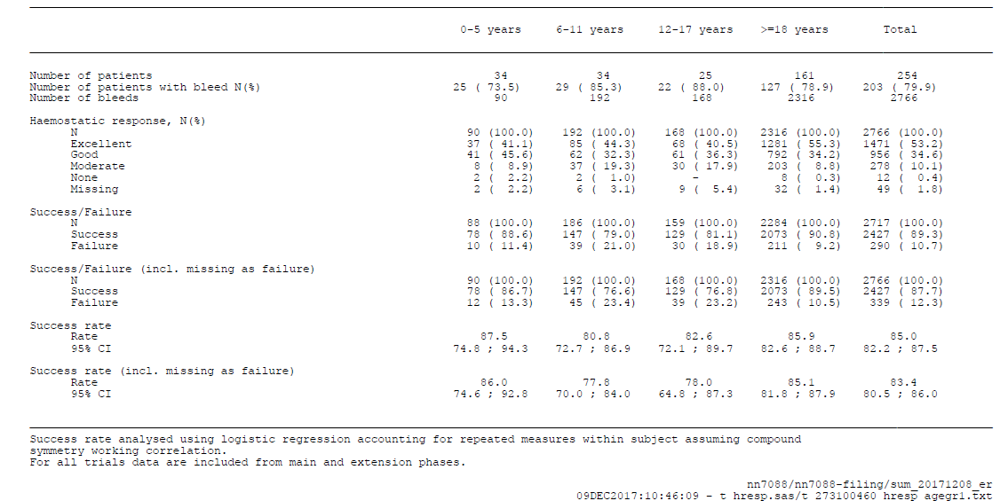 0-5 years 6-11 years 12-17 years >=18 years Total
Number of patients 34 34 25 161 254
Number of patients with bleed N(%) 25 ( 73.5) 29 ( 85.3) 22 ( 88.0) 127 ( 78.9) 203 ( 79.9)
Number of bleeds 90 192 168 2316 2766
Haemostatic response, N(%)
N 90 (100.0) 192 (100.0) 168 (100.0) 2316 (100.0) 2766 (100.0)
Excellent 37 ( 41.1) 85 ( 44.3) 68 ( 40.5) 1281 ( 55.3) 1471 ( 53.2)
Good 41 ( 45.6) 62 ( 32.3) 61 ( 36.3) 792 ( 34.2) 956 ( 34.6)
Moderate 8 ( 8.9) 37 ( 19.3) 30 ( 17.9) 203 ( 8.8) 278 ( 10.1)
None 2 ( 2.2) 2 ( 1.0) - 8 ( 0.3) 12 ( 0.4)
Missing 2 ( 2.2) 6 ( 3.1) 9 ( 5.4) 32 ( 1.4) 49 ( 1.8)
Success/Failure
N 88 (100.0) 186 (100.0) 159 (100.0) 2284 (100.0) 2717 (100.0)
Success 78 ( 88.6) 147 ( 79.0) 129 ( 81.1) 2073 ( 90.8) 2427 ( 89.3)
Failure 10 ( 11.4) 39 ( 21.0) 30 ( 18.9) 211 ( 9.2) 290 ( 10.7)
Success/Failure (incl. missing as failure)
N 90 (100.0) 192 (100.0) 168 (100.0) 2316 (100.0) 2766 (100.0)
Success 78 ( 86.7) 147 ( 76.6) 129 ( 76.8) 2073 ( 89.5) 2427 ( 87.7)
Failure 12 ( 13.3) 45 ( 23.4) 39 ( 23.2) 243 ( 10.5) 339 ( 12.3)
Success rate
Rate 87.5 80.8 82.6 85.9 85.0
95% CI 74.8 ; 94.3 72.7 ; 86.9 72.1 ; 89.7 82.6 ; 88.7 82.2 ; 87.5
Success rate (incl. missing as failure)
Rate 86.0 77.8 78.0 85.1 83.4
95% CI 74.6 ; 92.8 70.0 ; 84.0 64.8 ; 87.3 81.8 ; 87.9 80.5 ; 86.0
Success rate analysed using logistic regression accounting for repeated measures within subject assuming compound
symmetry working correlation.
For all trials data are included from main and extension phases.
nn7088/nn7088-filing/sum_20171208_er
09DEC2017:10:46:09 - t hresp.sas/t 273100460 hresp agegr1.txt